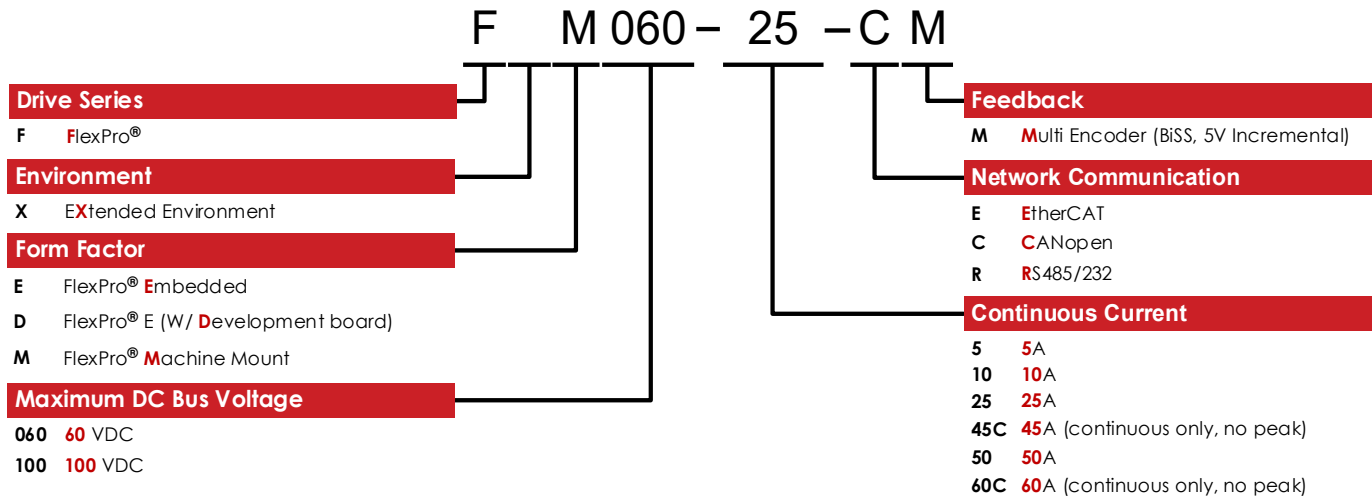 F M 060 – 25 – C M
Drive Series
F FlexPro®
Environment
X EXtended Environment
Form Factor
E FlexPro® Embedded
D FlexPro® E (W/ Development board)
M FlexPro® Machine Mount
Maximum DC Bus Voltage
060 60 VDC
100 100 VDC
Feedback
M Multi Encoder (BiSS, 5V Incremental)
Network Communication
E EtherCAT
C CANopen
R RS485/232
Continuous Current
5 5A
10 10A
25 25A
45C 45A (continuous only, no peak)
50 50A
60C 60A (continuous only, no peak)